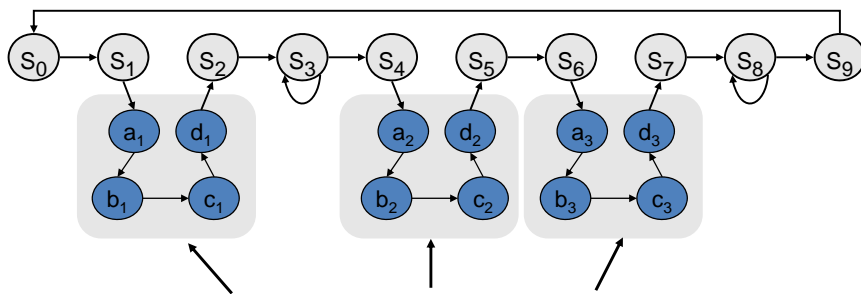 S₀ S₁ S₂ S₃ S₄ S₅ S₆ S₇ S₈ S₉
a₁ d₁ a₂ d₂ a₃ d₃
b₁ c₁ b₂ c₂ b₃ c₃